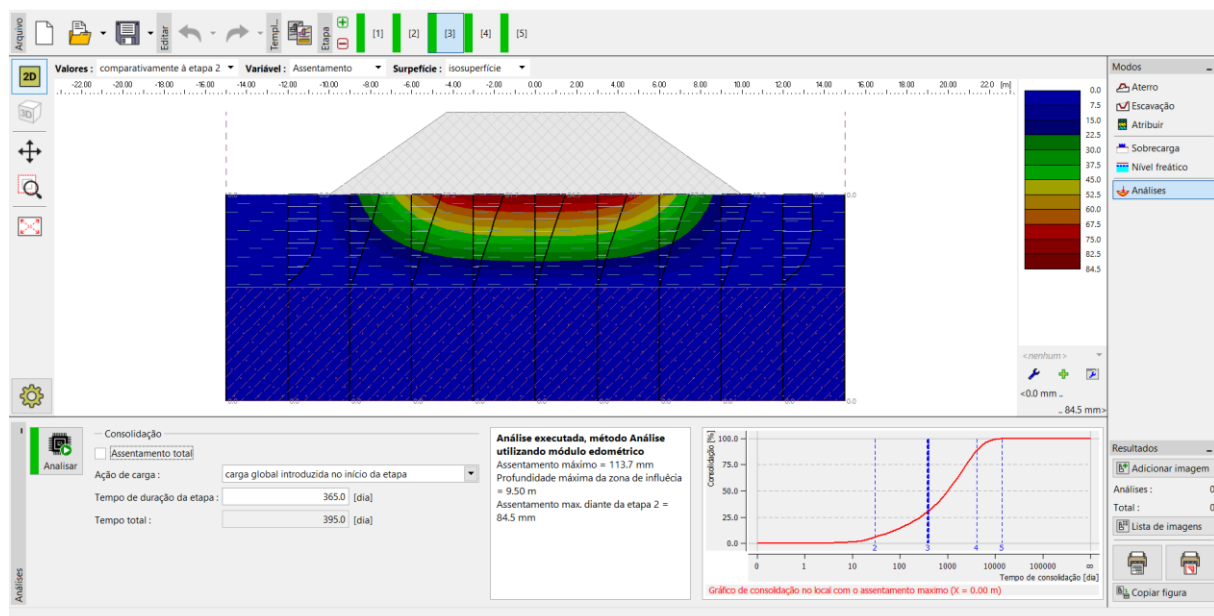 Arquivo
Editar
Templ...
Etapa
[1] [2] [3] [4] [5]
2D
3D
Valores : comparativamente à etapa 2 Variável : Assentamento Surpefície : isosuperfície
-22.00 -20.00 -18.00 -16.00 -14.00 -12.00 -10.00 -8.00 -6.00 -4.00 -2.00 0.00 2.00 4.00 6.00 8.00 10.00 12.00 14.00 16.00 18.00 20.00 22.0 [m]
0.0
7.5
15.0
22.5
30.0
37.5
45.0
52.5
60.0
67.5
75.0
82.5
84.5
<nenhum>
<0.0 mm ..
.. 84.5 mm>
Modos
Aterro
Escavação
Atribuir
Sobrecarga
Nível freático
Análises
Análises
Analisar
Consolidação
Assentamento total
Ação de carga : carga global introduzida no início da etapa
Tempo de duração da etapa : 365.0 [dia]
Tempo total : 395.0 [dia]
Análise executada, método Análise
utilizando módulo edométrico
Assentamento máximo = 113.7 mm
Profundidade máxima da zona de influêcia
= 9.50 m
Assentamento max. diante da etapa 2 =
84.5 mm
Consolidação [%]
100.0
75.0
50.0
25.0
0.0
2 3 4 5
0 1 10 100 1000 10000 100000 ∞
Tempo de consolidação [dia]
Gráfico de consolidação no local com o assentamento maximo (X = 0.00 m)
Resultados
Adicionar imagem
Análises : 0
Total : 0
Lista de imagens
Copiar figura